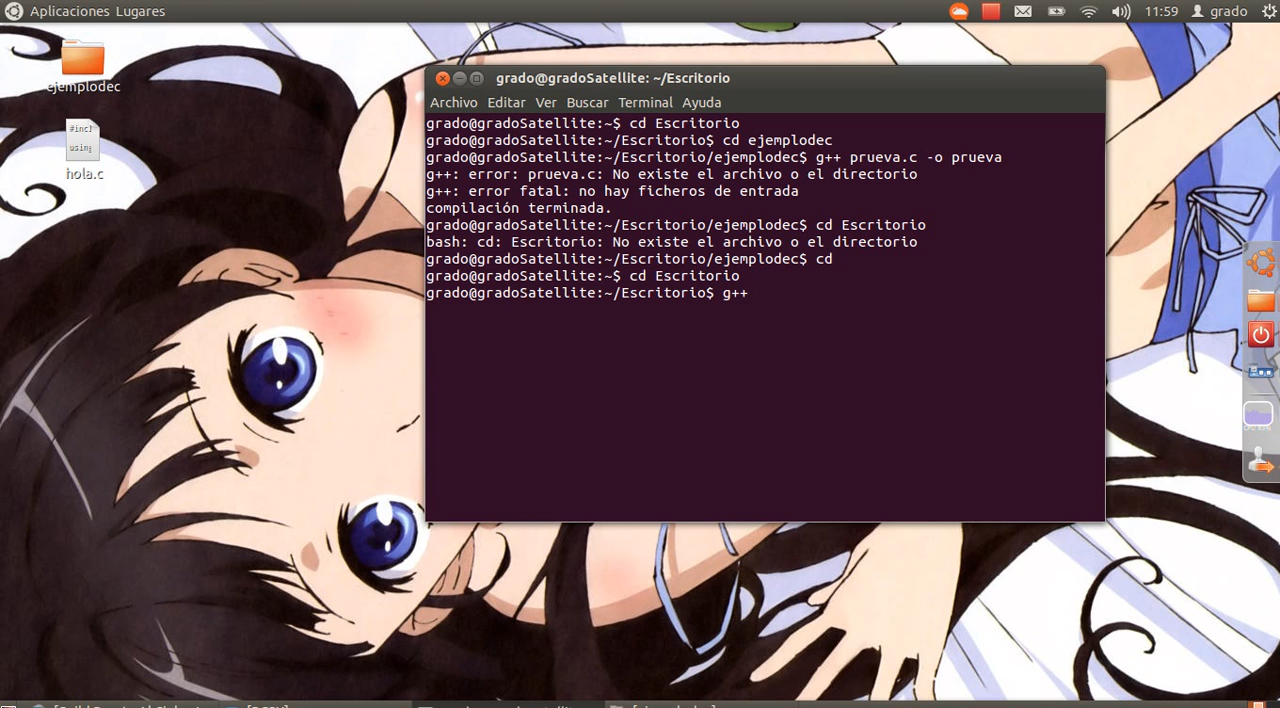 Aplicaciones Lugares
11:59 grado
ejemplodec
#incl
using
hola.c
grado@gradoSatellite: ~/Escritorio
Archivo Editar Ver Buscar Terminal Ayuda
grado@gradoSatellite:~$ cd Escritorio
grado@gradoSatellite:~/Escritorio$ cd ejemplodec
grado@gradoSatellite:~/Escritorio/ejemplodec$ g++ prueva.c -o prueva
g++: error: prueva.c: No existe el archivo o el directorio
g++: error fatal: no hay ficheros de entrada
compilación terminada.
grado@gradoSatellite:~/Escritorio/ejemplodec$ cd Escritorio
bash: cd: Escritorio: No existe el archivo o el directorio
grado@gradoSatellite:~/Escritorio/ejemplodec$ cd
grado@gradoSatellite:~$ cd Escritorio
grado@gradoSatellite:~/Escritorio$ g++